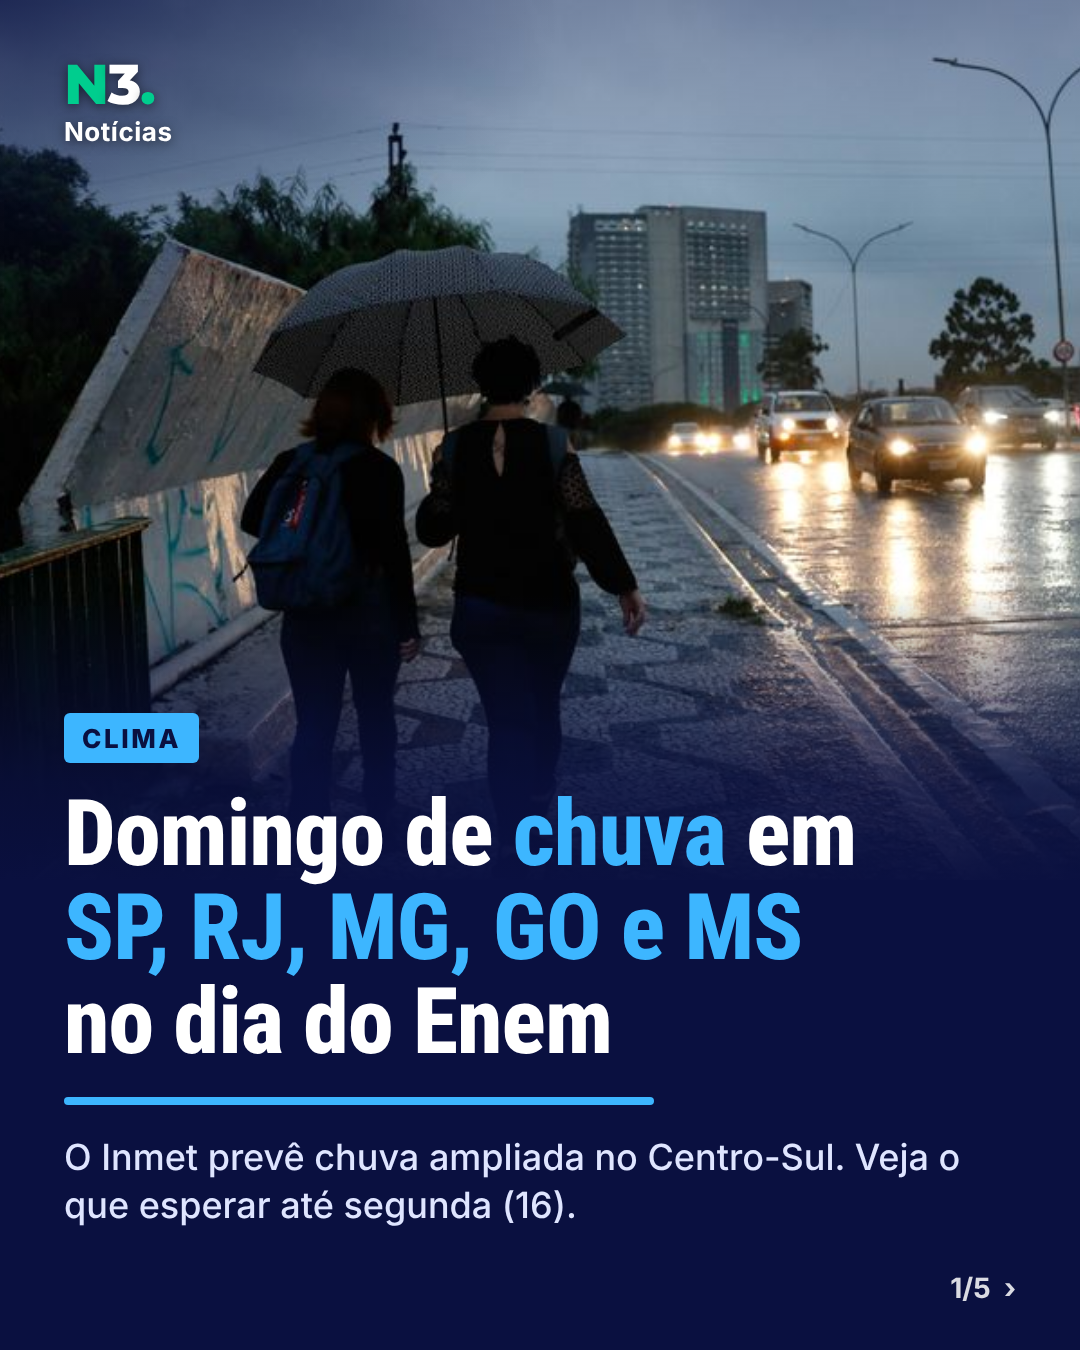 N3.
Notícias
CLIMA
Domingo de chuva em
SP, RJ, MG, GO e MS
no dia do Enem
O Inmet prevê chuva ampliada no Centro-Sul. Veja o
que esperar até segunda (16).
1/5 ›